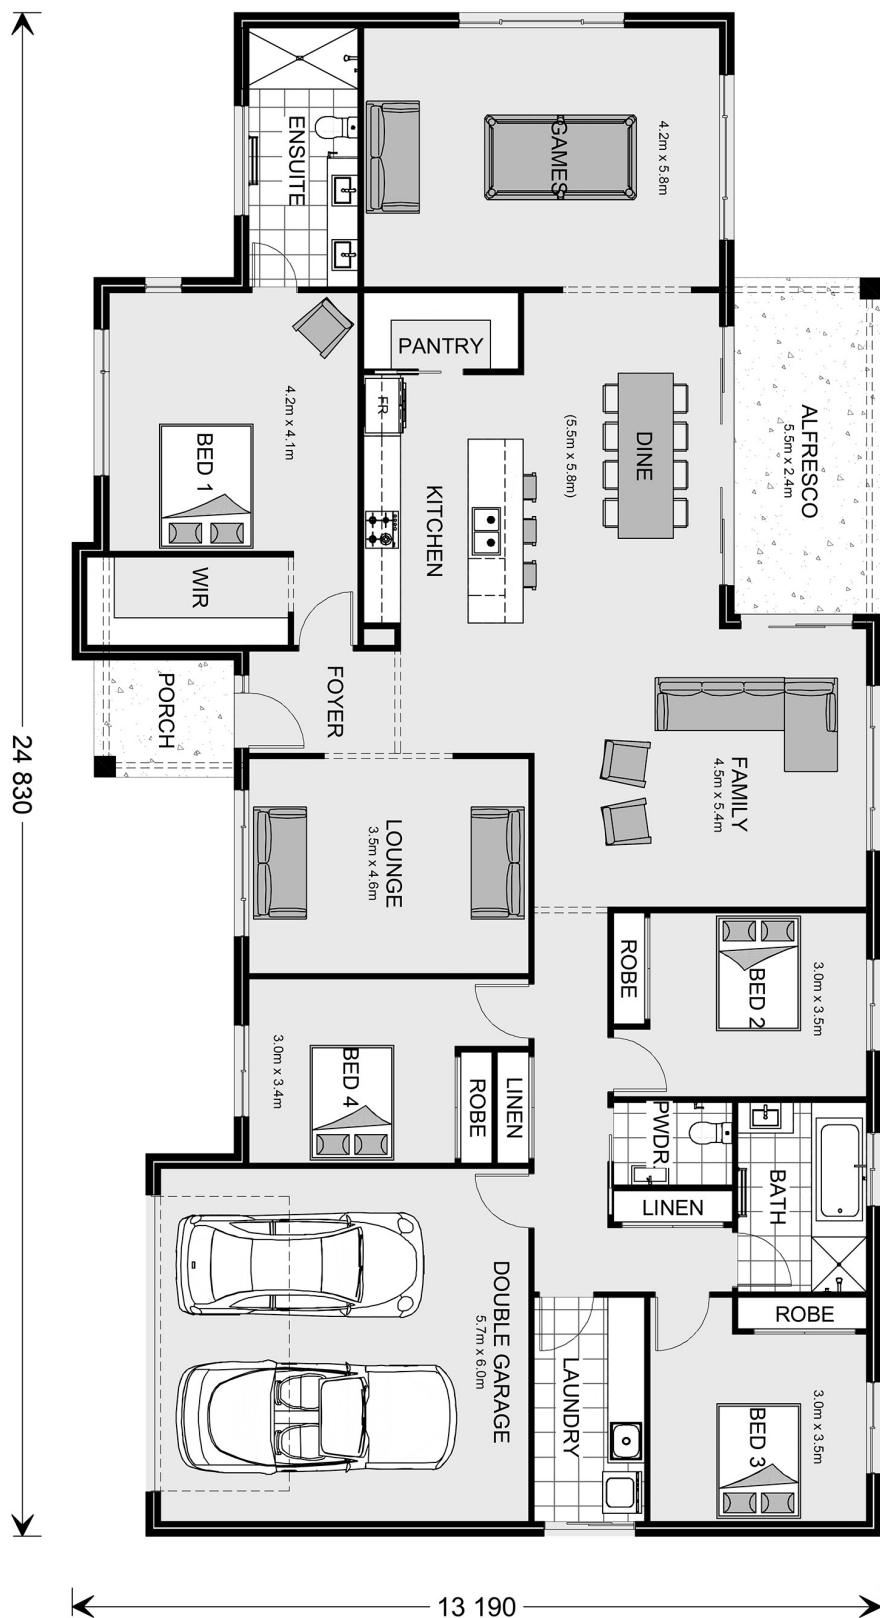 ENSUITE
GAMES
4.2m x 5.8m
PANTRY
FR
4.2m x 4.1m
BED 1
KITCHEN
(5.5m x 5.8m)
DINE
ALFRESCO
5.5m x 2.4m
WIR
PORCH
FOYER
24 830
LOUNGE
3.5m x 4.6m
FAMILY
4.5m x 5.4m
ROBE
BED 2
3.0m x 3.5m
3.0m x 3.4m
BED 4
ROBE
LINEN
PWDR.
BATH
LINEN
DOUBLE GARAGE
5.7m x 6.0m
LAUNDRY
ROBE
BED 3
3.0m x 3.5m
13 190